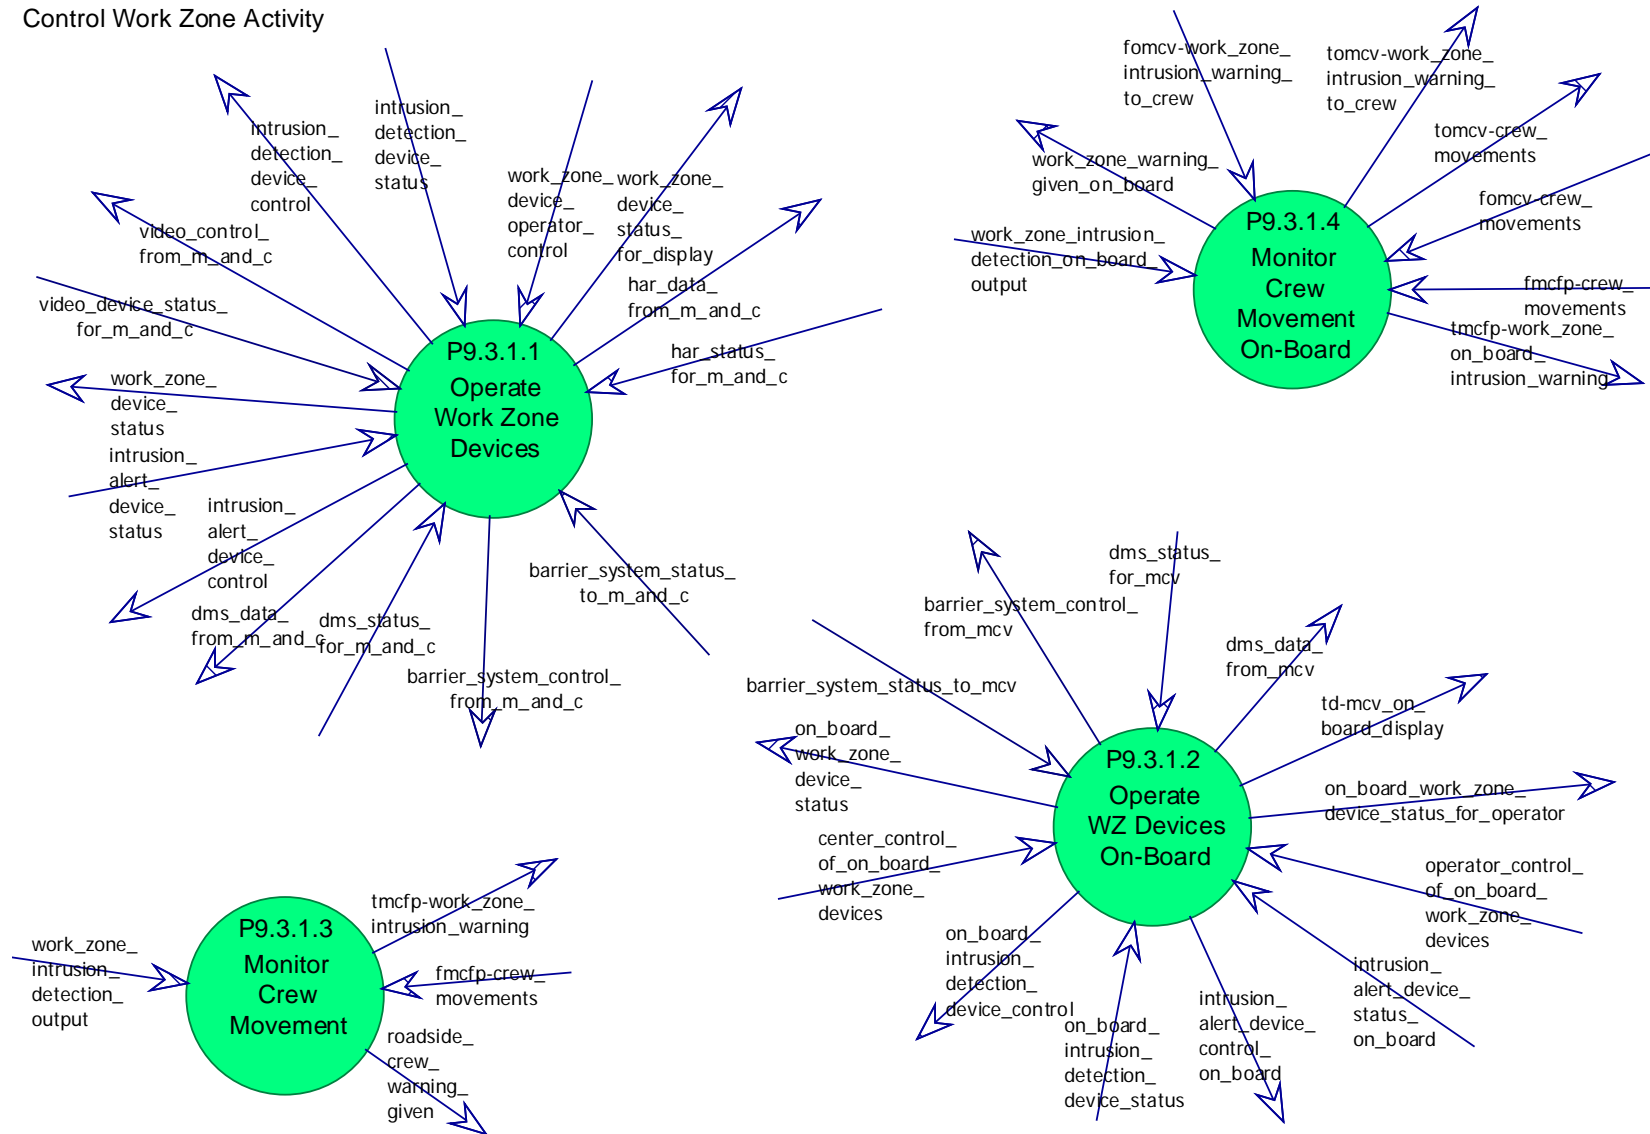 Control Work Zone Activity
intrusion_
detection_
device_
control
intrusion_
detection_
device_
status
work_zone_
device_
operator_
control
work_zone_
device_
status_
for_display
har_data_
from_m_and_c
har_status_
for_m_and_c
video_control_
from_m_and_c
video_device_status_
for_m_and_c
work_zone_
device_
status
intrusion_
alert_
device_
status
intrusion_
alert_
device_
control
dms_data_
from_m_and_c
dms_status_
for_m_and_c
barrier_system_control_
from_m_and_c
barrier_system_status_
to_m_and_c
P9.3.1.1
Operate
Work Zone
Devices
fomcv-work_zone_
intrusion_warning_
to_crew
tomcv-work_zone_
intrusion_warning_
to_crew
tomcv-crew_
movements
fomcv-crew_
movements
fmcfp-crew_
movements
tmcfp-work_zone_
on_board_
intrusion_warning
work_zone_warning_
given_on_board
work_zone_intrusion_
detection_on_board_
output
P9.3.1.4
Monitor
Crew
Movement
On-Board
dms_status_
for_mcv
barrier_system_control_
from_mcv
dms_data_
from_mcv
barrier_system_status_to_mcv
td-mcv_on_
board_display
on_board_
work_zone_
device_
status
on_board_work_zone_
device_status_for_operator
center_control_
of_on_board_
work_zone_
devices
operator_control_
of_on_board_
work_zone_
devices
on_board_
intrusion_
detection_
device_control
on_board_
intrusion_
detection_
device_status
intrusion_
alert_device_
control_
on_board
intrusion_
alert_device_
status_
on_board
P9.3.1.2
Operate
WZ Devices
On-Board
work_zone_
intrusion_
detection_
output
tmcfp-work_zone_
intrusion_warning
fmcfp-crew_
movements
roadside_
crew_
warning_
given
P9.3.1.3
Monitor
Crew
Movement